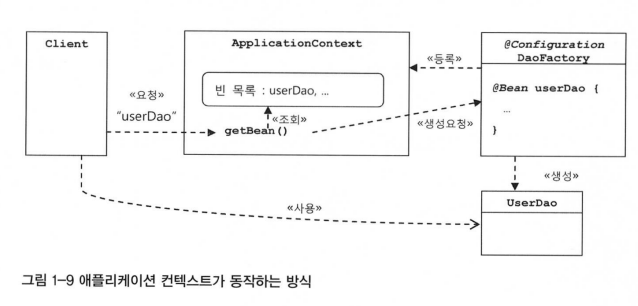 Client
ApplicationContext
@Configuration
DaoFactory
«등록»
@Bean userDao {
...
}
빈 목록 : userDao, ...
«요청»
"userDao"
«조회»
getBean()
«생성요청»
«생성»
UserDao
«사용»
그림 1-9 애플리케이션 컨텍스트가 동작하는 방식